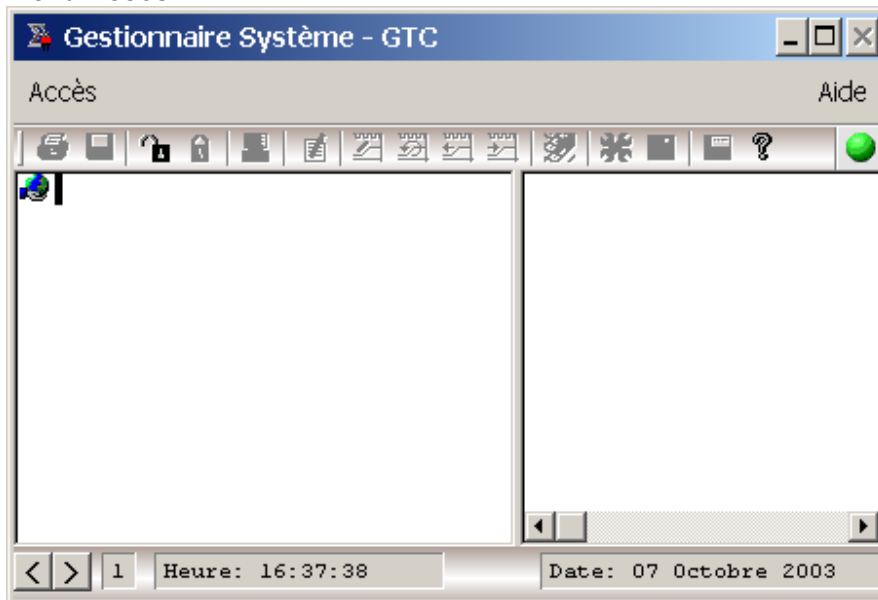 Gestionnaire Système - GTC
Accès Aide
1 Heure: 16:37:38 Date: 07 Octobre 2003